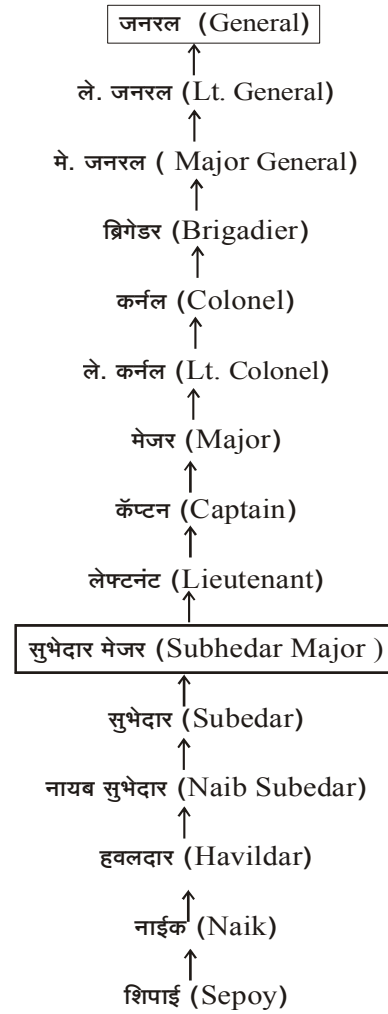 जनरल (General)
ले. जनरल (Lt. General)
मे. जनरल ( Major General)
ब्रिगेडर (Brigadier)
कर्नल (Colonel)
ले. कर्नल (Lt. Colonel)
मेजर (Major)
कॅप्टन (Captain)
लेफ्टनंट (Lieutenant)
सुभेदार मेजर (Subhedar Major )
सुभेदार (Subedar)
नायब सुभेदार (Naib Subedar)
हवलदार (Havildar)
नाईक (Naik)
शिपाई (Sepoy)